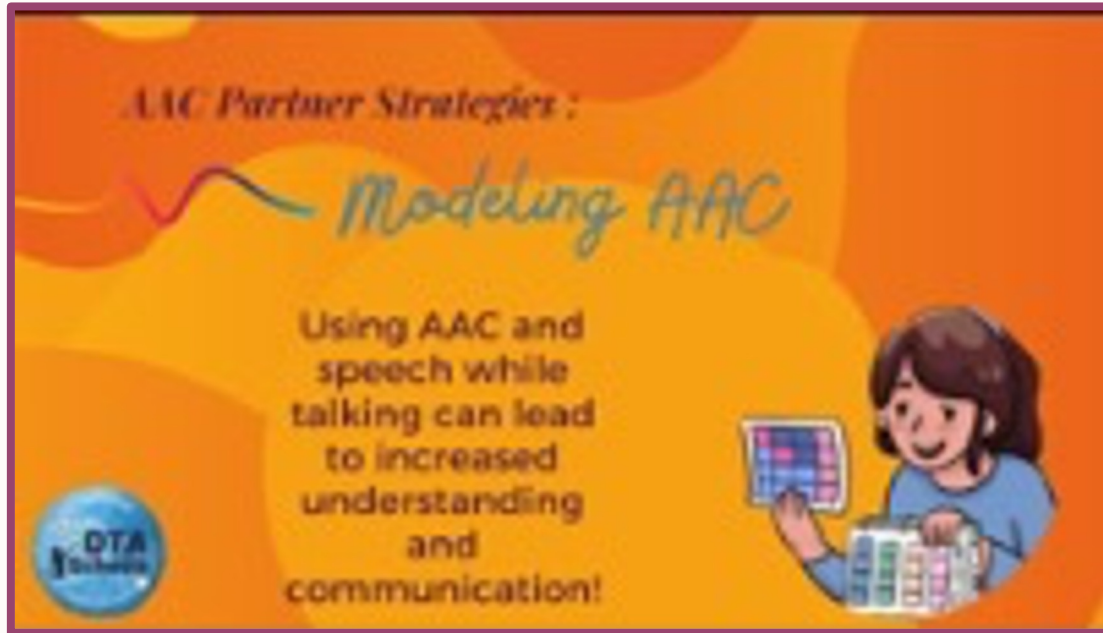 AAC Partner Strategies :
Modeling AAC
Using AAC and
speech while
talking can lead
to increased
understanding
and
communication!
DTA
Schools